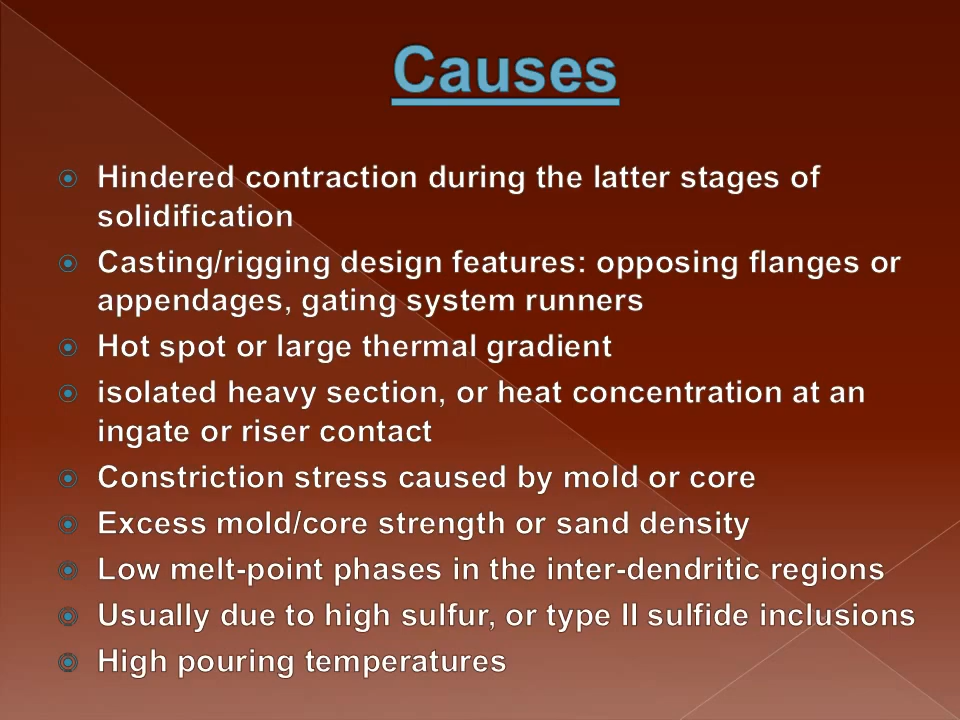 Causes
Hindered contraction during the latter stages of
solidification
Casting/rigging design features: opposing flanges or
appendages, gating system runners
Hot spot or large thermal gradient
isolated heavy section, or heat concentration at an
ingate or riser contact
Constriction stress caused by mold or core
Excess mold/core strength or sand density
Low melt-point phases in the inter-dendritic regions
Usually due to high sulfur, or type II sulfide inclusions
High pouring temperatures